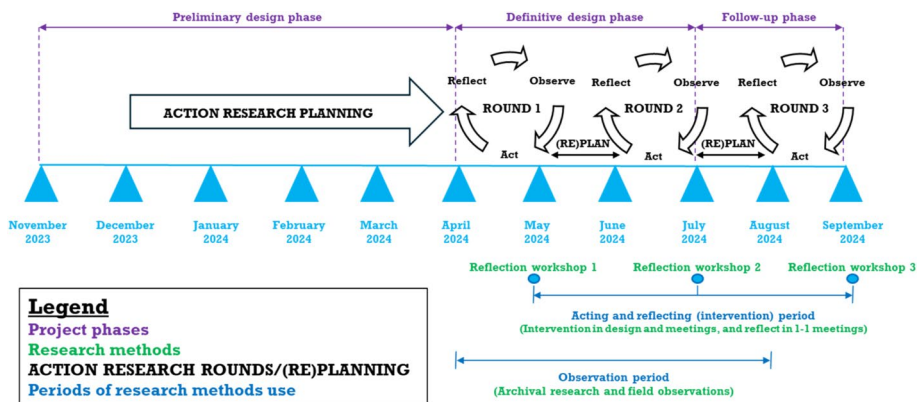 Preliminary design phase
Definitive design phase
Follow-up phase
Reflect
Observe
Reflect
Observe
Reflect
Observe
ACTION RESEARCH PLANNING
ROUND 1
ROUND 2
ROUND 3
(RE)PLAN
(RE)PLAN
Act
Act
Act
November
2023
December
2023
January
2024
February
2024
March
2024
April
2024
May
2024
June
2024
July
2024
August
2024
September
2024
Reflection workshop 1
Reflection workshop 2
Reflection workshop 3
Acting and reflecting (intervention) period
(Intervention in design and meetings, and reflect in 1-1 meetings)
Observation period
(Archival research and field observations)
Legend
Project phases
Research methods
ACTION RESEARCH ROUNDS/(RE)PLANNING
Periods of research methods use